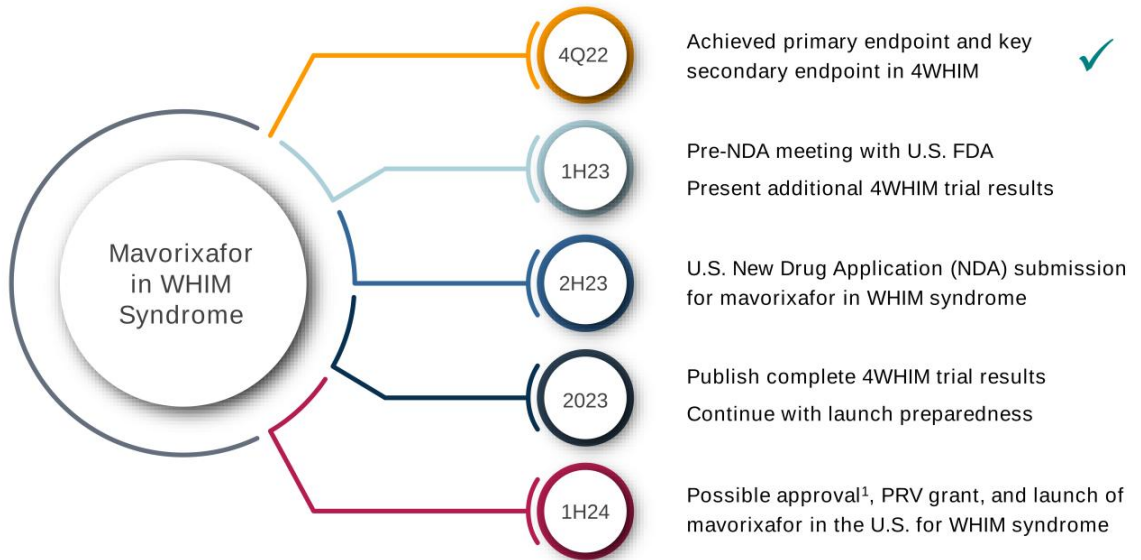 Mavorixafor
in WHIM
Syndrome
4Q22
Achieved primary endpoint and key
secondary endpoint in 4WHIM
1H23
Pre-NDA meeting with U.S. FDA
Present additional 4WHIM trial results
2H23
U.S. New Drug Application (NDA) submission
for mavorixafor in WHIM syndrome
2023
Publish complete 4WHIM trial results
Continue with launch preparedness
1H24
Possible approval¹, PRV grant, and launch of
mavorixafor in the U.S. for WHIM syndrome